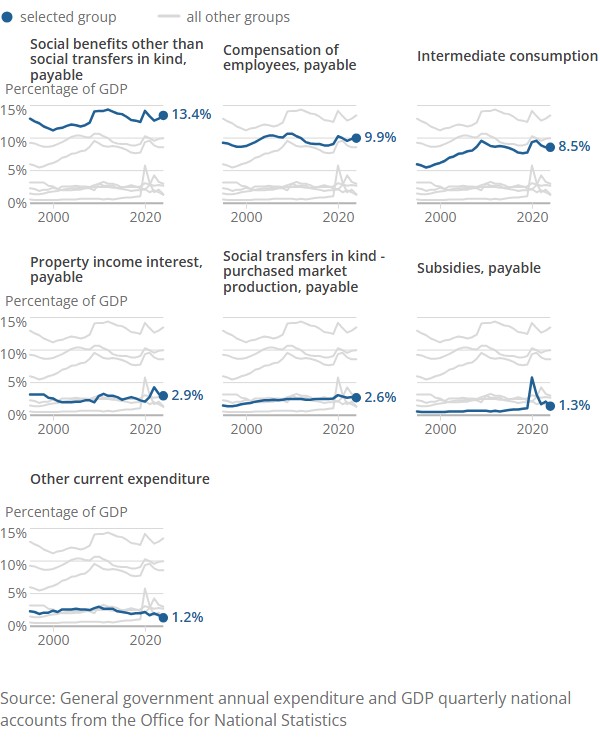 selected group all other groups
Social benefits other than
social transfers in kind,
payable
Compensation of
employees, payable
Intermediate consumption
Percentage of GDP
15%
10%
5%
0%
13.4%
9.9%
8.5%
2000 2020 2000 2020 2000 2020
Property income interest,
payable
Social transfers in kind -
purchased market
production, payable
Subsidies, payable
Percentage of GDP
15%
10%
5%
0%
2.9%
2.6%
1.3%
2000 2020 2000 2020 2000 2020
Other current expenditure
Percentage of GDP
15%
10%
5%
0%
1.2%
2000 2020
Source: General government annual expenditure and GDP quarterly national
accounts from the Office for National Statistics